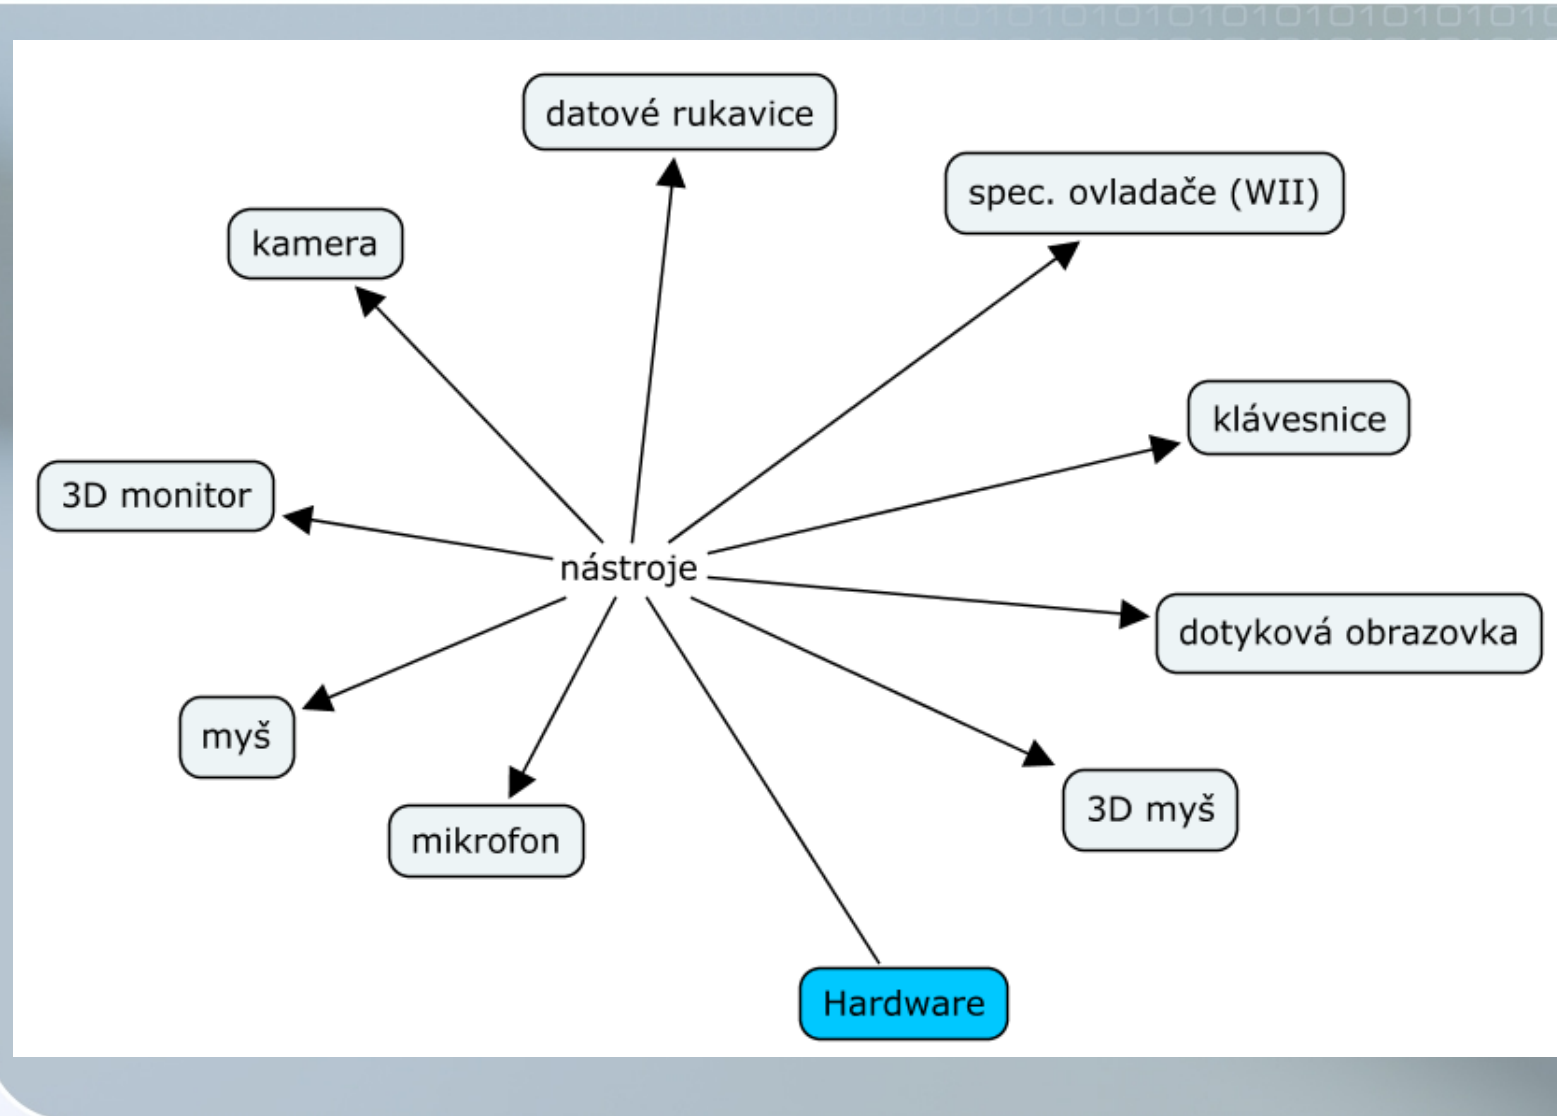 datové rukavice
spec. ovladače (WII)
kamera
klávesnice
3D monitor
nástroje
dotyková obrazovka
myš
3D myš
mikrofon
Hardware